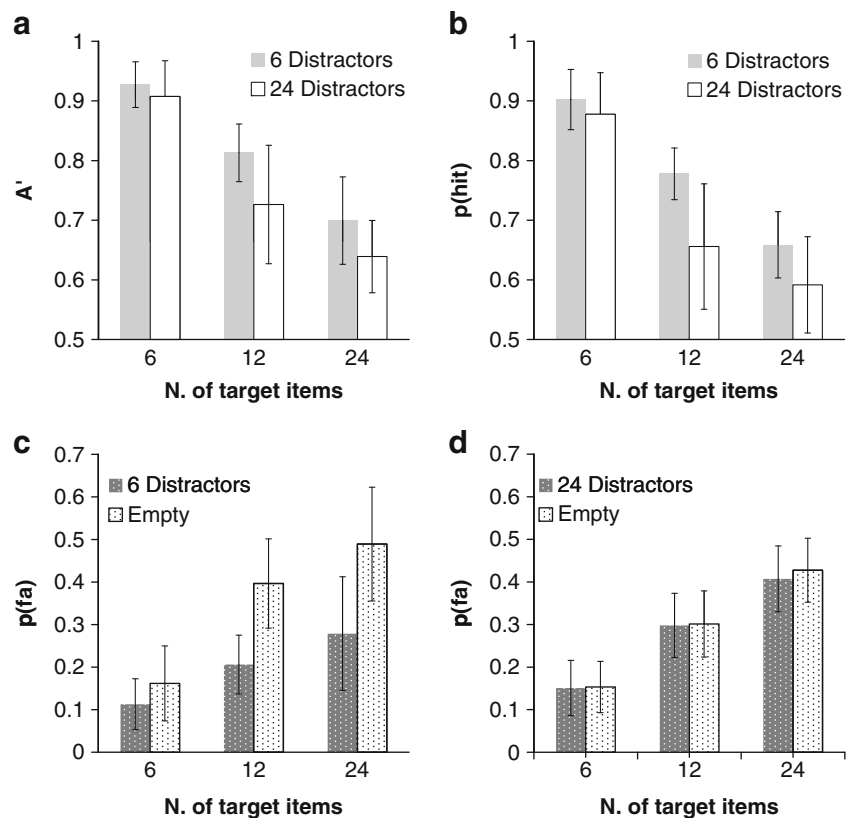 a
1
0.9
0.8
0.7
0.6
0.5
A'
6 Distractors
24 Distractors
6 12 24
N. of target items
b
1
0.9
0.8
0.7
0.6
0.5
p(hit)
6 Distractors
24 Distractors
6 12 24
N. of target items
c
0.7
0.6
0.5
0.4
0.3
0.2
0.1
0
p(fa)
6 Distractors
Empty
6 12 24
N. of target items
d
0.7
0.6
0.5
0.4
0.3
0.2
0.1
0
p(fa)
24 Distractors
Empty
6 12 24
N. of target items